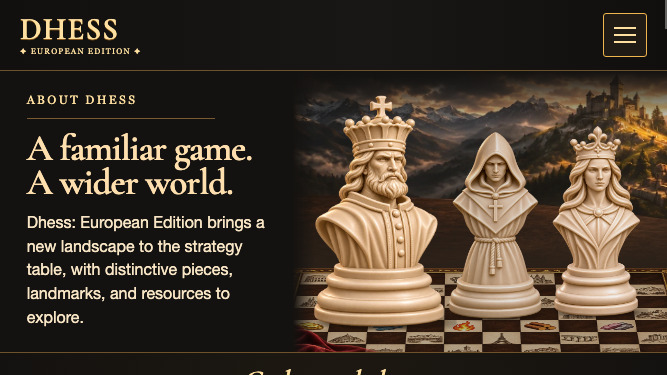 DHESS
✦ EUROPEAN EDITION ✦
ABOUT DHESS
A familiar game.
A wider world.
Dhess: European Edition brings a
new landscape to the strategy
table, with distinctive pieces,
landmarks, and resources to
explore.